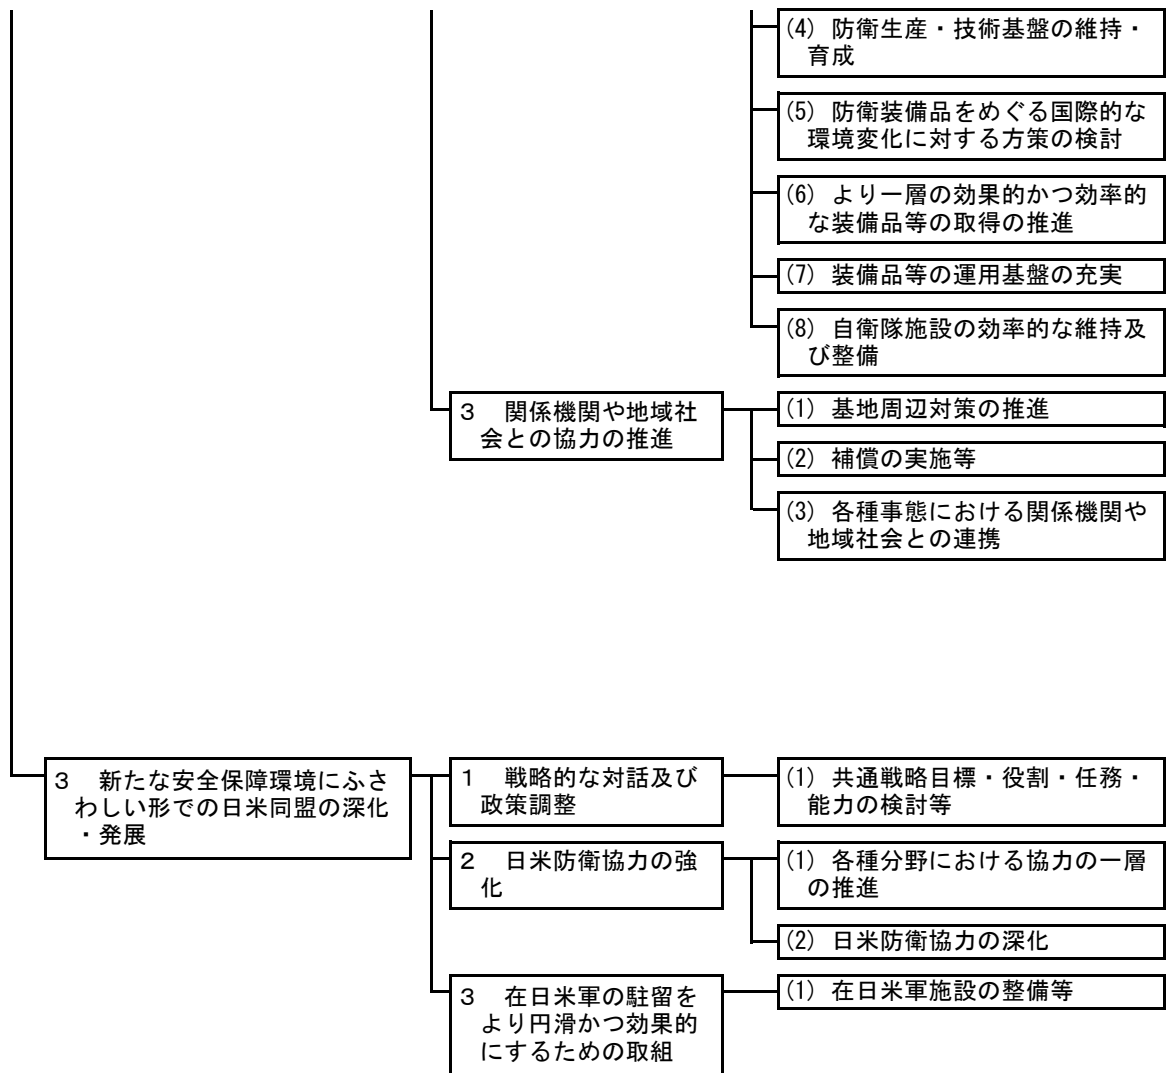 (4) 防衛生産・技術基盤の維持・
育成
(5) 防衛装備品をめぐる国際的な
環境変化に対する方策の検討
(6) より一層の効果的かつ効率的
な装備品等の取得の推進
(7) 装備品等の運用基盤の充実
(8) 自衛隊施設の効率的な維持及
び整備
3 関係機関や地域社
会との協力の推進
(1) 基地周辺対策の推進
(2) 補償の実施等
(3) 各種事態における関係機関や
地域社会との連携
3 新たな安全保障環境にふさ
わしい形での日米同盟の深化
・発展
1 戦略的な対話及び
政策調整
(1) 共通戦略目標・役割・任務・
能力の検討等
2 日米防衛協力の強
化
(1) 各種分野における協力の一層
の推進
(2) 日米防衛協力の深化
3 在日米軍の駐留を
より円滑かつ効果的
にするための取組
(1) 在日米軍施設の整備等